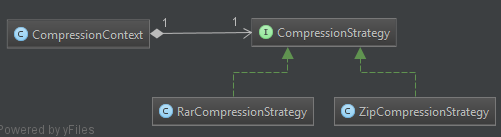 1 1
C CompressionContext I CompressionStrategy
C RarCompressionStrategy C ZipCompressionStrategy
Powered by yFiles